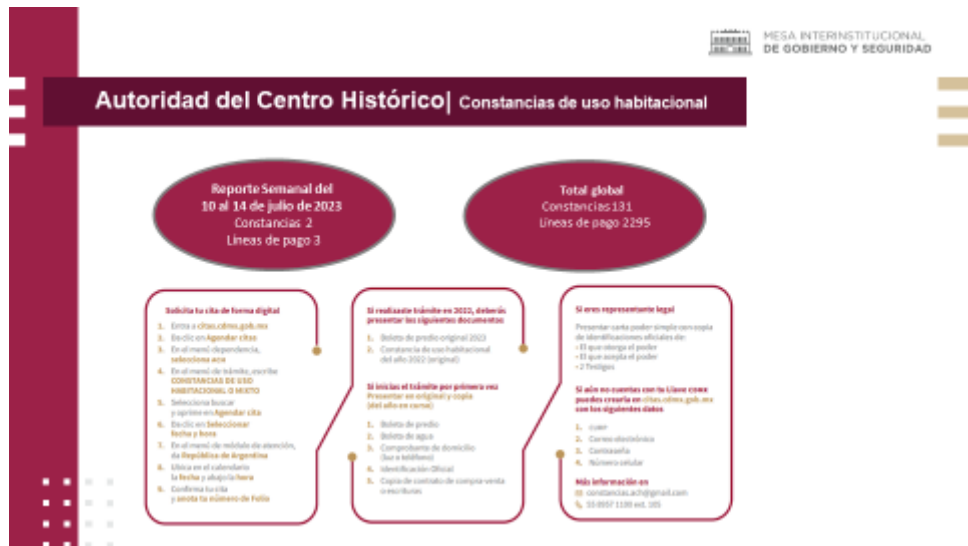 MESA INTERINSTITUCIONAL
DE GOBIERNO Y SEGURIDAD
Autoridad del Centro Histórico| Constancias de uso habitacional
Reporte Semanal del
10 al 14 de julio de 2023
Constancias 2
Líneas de pago 3
Total global
Constancias 131
Líneas de pago 2295
Solicita tu cita de forma digital
1. Entra a citas.cdmx.gob.mx
2. Da clic en Agendar citas
3. En el menú dependencia,
selecciona ACH
4. En el menú de trámite, escribe
CONSTANCIAS DE USO
HABITACIONAL O MIXTO
5. Selecciona buscar
y oprime en Agendar cita
6. Da clic en Seleccionar
fecha y hora
7. En el menú de módulo de atención,
da República de Argentina
8. Ubica en el calendario
la fecha y abajo la hora
9. Confirma tu cita
y anota tu número de Folio
Si realizaste trámite en 2022, deberás
presentar los siguientes documentos
1. Boleta de predio original 2023
2. Constancia de uso habitacional
del año 2022 (original)
Si inicias el trámite por primera vez
Presentar en original y copia
(del año en curso)
1. Boleta de predio
2. Boleta de agua
3. Comprobante de domicilio
(luz o teléfono)
4. Identificación Oficial
5. Copia de contrato de compra-venta
o escrituras
Si eres representante legal
Presentar carta poder simple con copia
de identificaciones oficiales de:
• El que otorga el poder
• El que acepta el poder
• 2 Testigos
Si aún no cuentas con tu Llave CDMX
puedes crearla en citas.cdmx.gob.mx
con los siguientes datos
1. CURP
2. Correo electrónico
3. Contraseña
4. Número celular
Más información en
constancias.ach@gmail.com
55 8957 1100 ext. 105